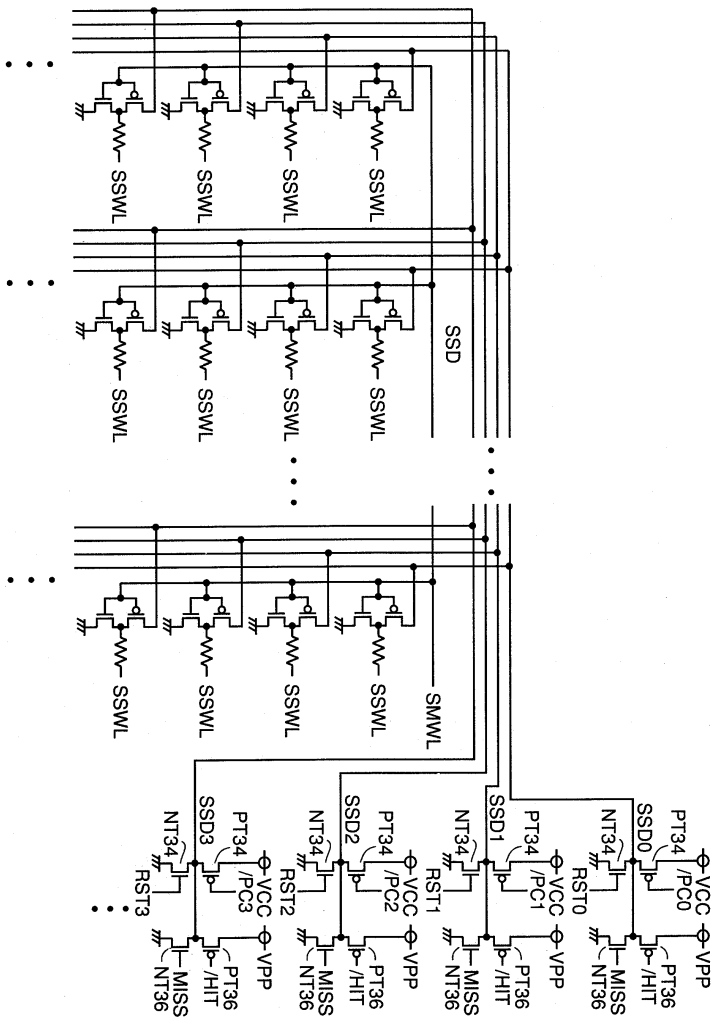 SSWL
SSWL
SSWL
SSWL
SSD
SSWL
SSWL
SSWL
SSWL
SMWL
SSWL
SSWL
SSWL
SSWL
VCC
VPP
PT34
/PC0
PT36
/HIT
SSD0
NT34
RST0
MISS
NT36
VCC
VPP
PT34
/PC1
PT36
/HIT
SSD1
NT34
RST1
MISS
NT36
VCC
VPP
PT34
/PC2
PT36
/HIT
SSD2
NT34
RST2
MISS
NT36
VCC
VPP
PT34
/PC3
PT36
/HIT
SSD3
NT34
RST3
MISS
NT36